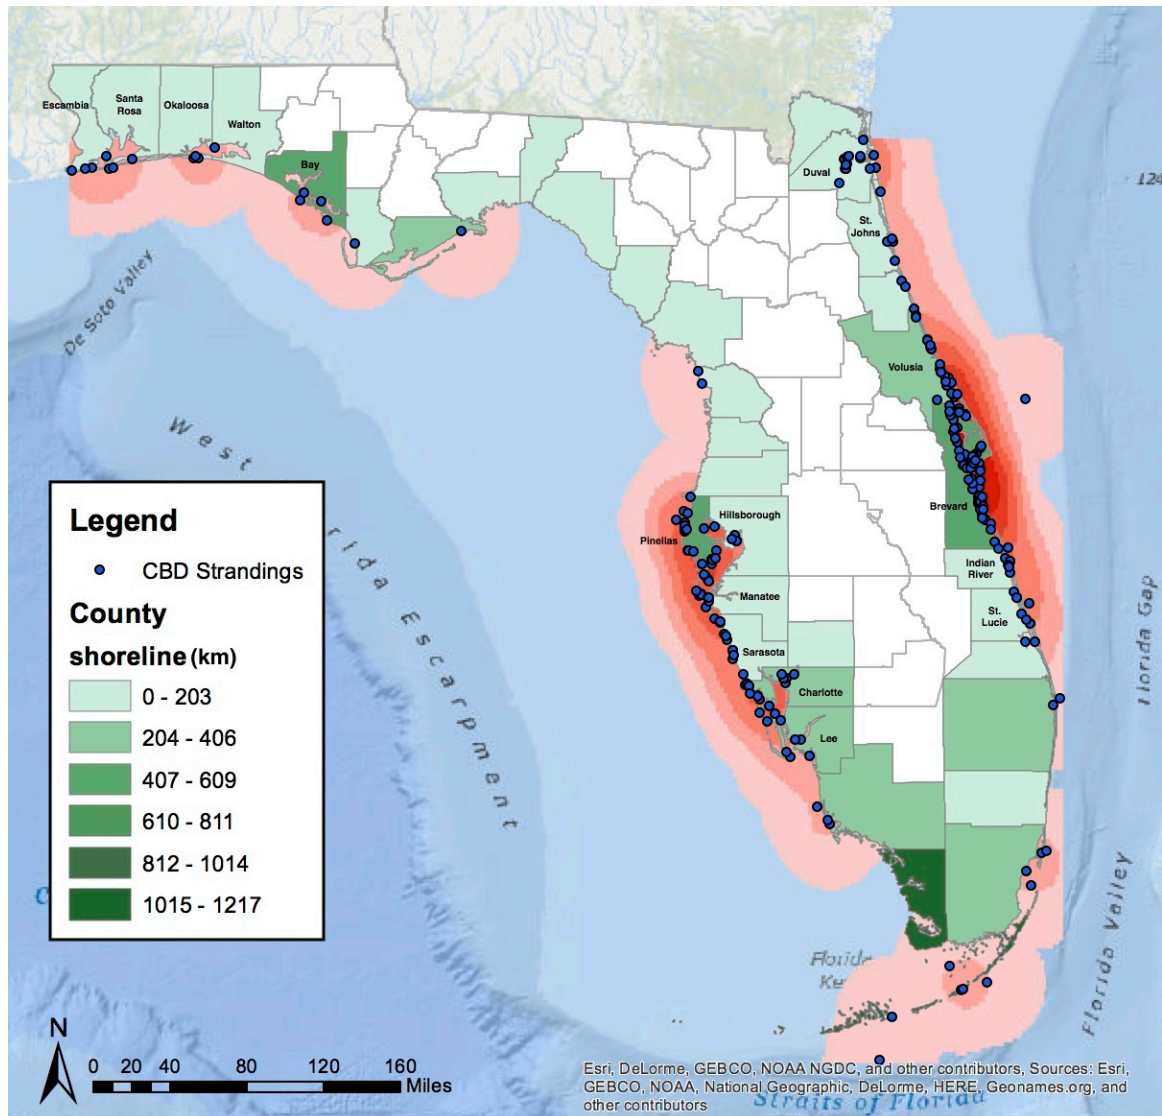 Escambia
Santa
Rosa
Okaloosa
Walton
Bay
Duval
St.
Johns
Volusia
Brevard
Indian
River
St.
Lucie
Hillsborough
Pinellas
Manatee
Sarasota
Charlotte
Lee
De Soto Valley
West
rida Escarpment
124
Florida Gap
Florida Valley
Florida
Ke
Straits of Florida
Legend
CBD Strandings
County
shoreline (km)
0 - 203
204 - 406
407 - 609
610 - 811
812 - 1014
1015 - 1217
C
N
0 20 40 80 120 160
Miles
Esri, DeLorme, GEBCO, NOAA NGDC, and other contributors, Sources: Esri,
GEBCO, NOAA, National Geographic, DeLorme, HERE, Geonames.org, and
other contributors